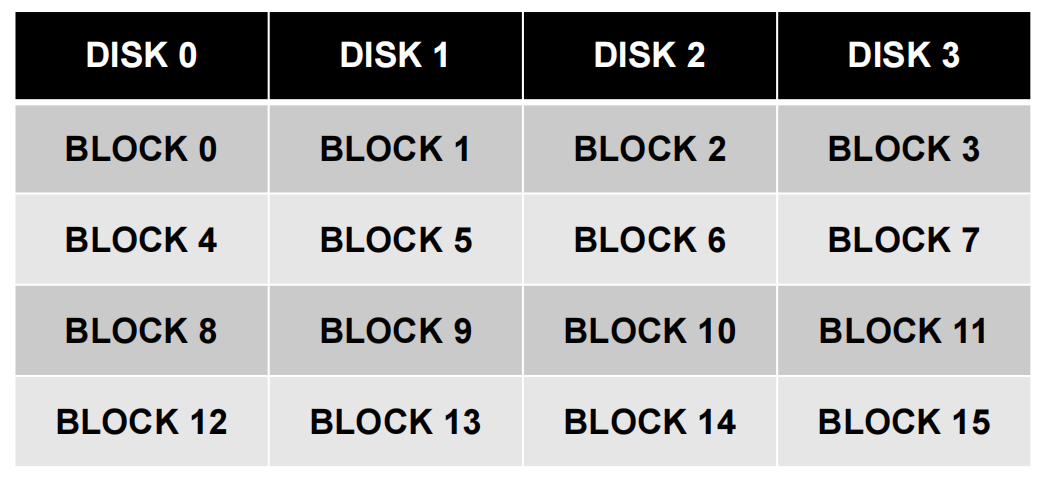 DISK 0 DISK 1 DISK 2 DISK 3
BLOCK 0 BLOCK 1 BLOCK 2 BLOCK 3
BLOCK 4 BLOCK 5 BLOCK 6 BLOCK 7
BLOCK 8 BLOCK 9 BLOCK 10 BLOCK 11
BLOCK 12 BLOCK 13 BLOCK 14 BLOCK 15